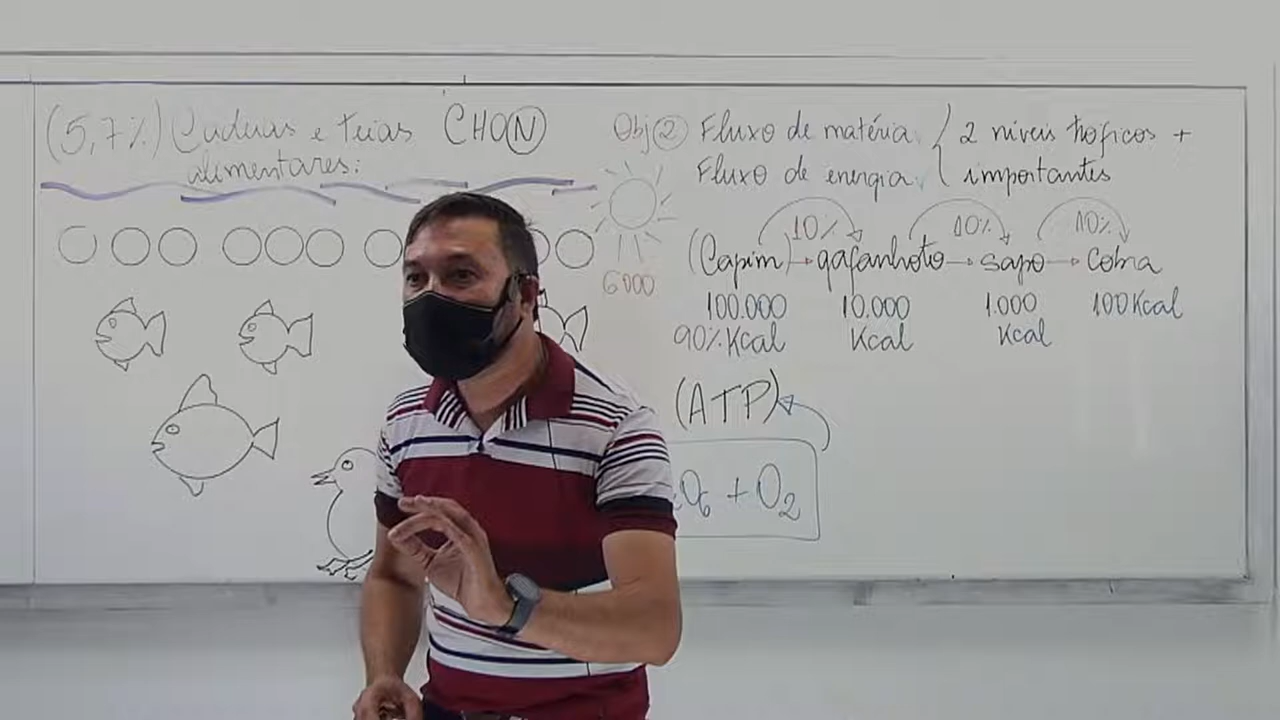 (5,7%) Cadeias e teias CHON
alimentares:
Obj 2 Fluxo de matéria { 2 níveis tróficos +
Fluxo de energia importantes
10% 10% 10%
(Capim) → gafanhoto → sapo → Cobra
6000
100.000 10.000 1.000 100 Kcal
90% Kcal Kcal Kcal
(ATP)
O6 + O2